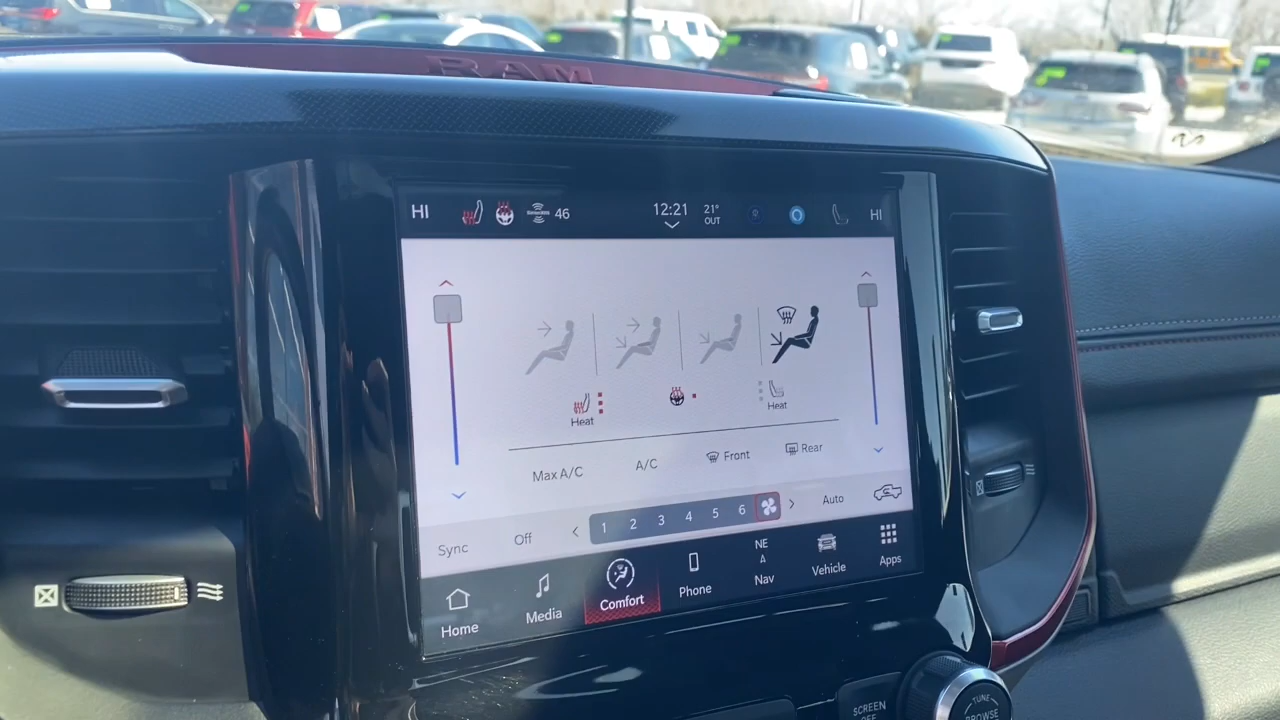 RAM
HI
SiriusXM
46
12:21
21°
OUT
HI
Heat
Heat
Max A/C
A/C
Front
Rear
Sync
Off
1 2 3 4 5 6
Auto
Home
Media
Comfort
Phone
NE
Nav
Vehicle
Apps
SCREEN
OFF
TUNE
BROWSE